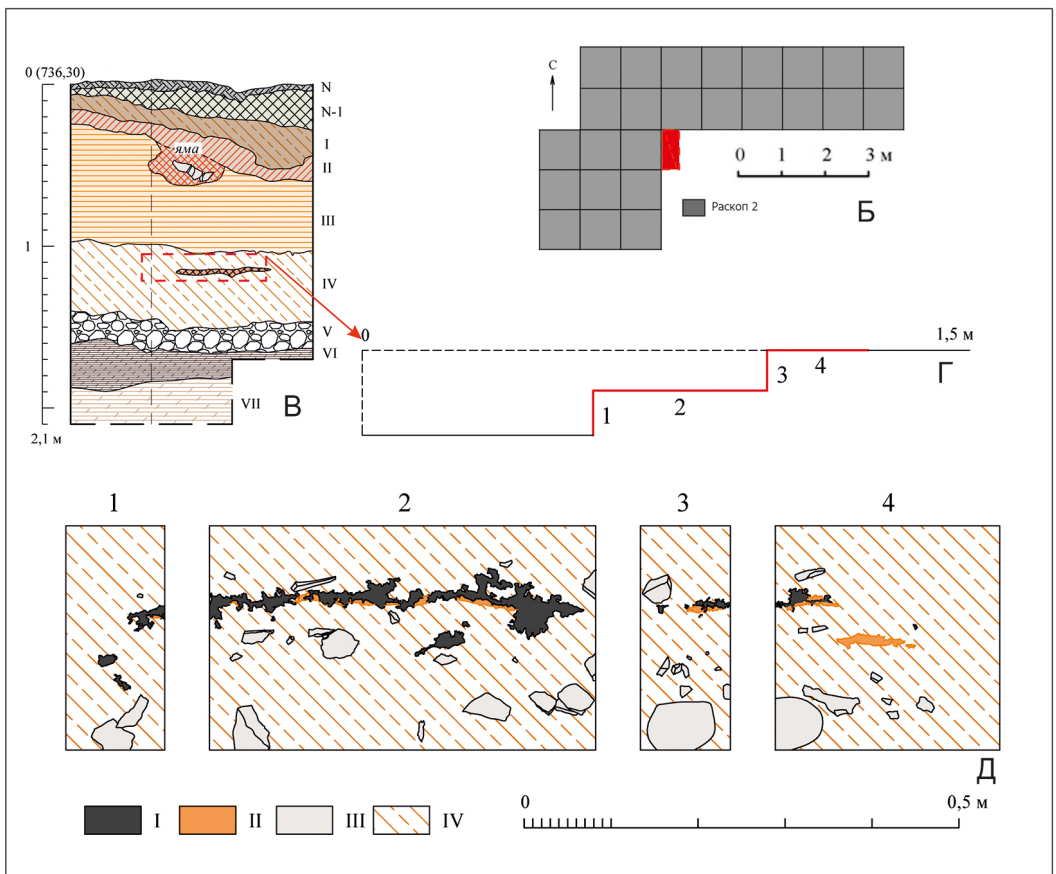 0 (736,30)
N
N-1
I
яма
II
III
1
IV
V
VI
VII
2,1 м
В
С
0 1 2 3 м
Раскоп 2
Б
0
1,5 м
1
2
3
4
Г
1 2 3 4
Д
I II III IV
0 0,5 м